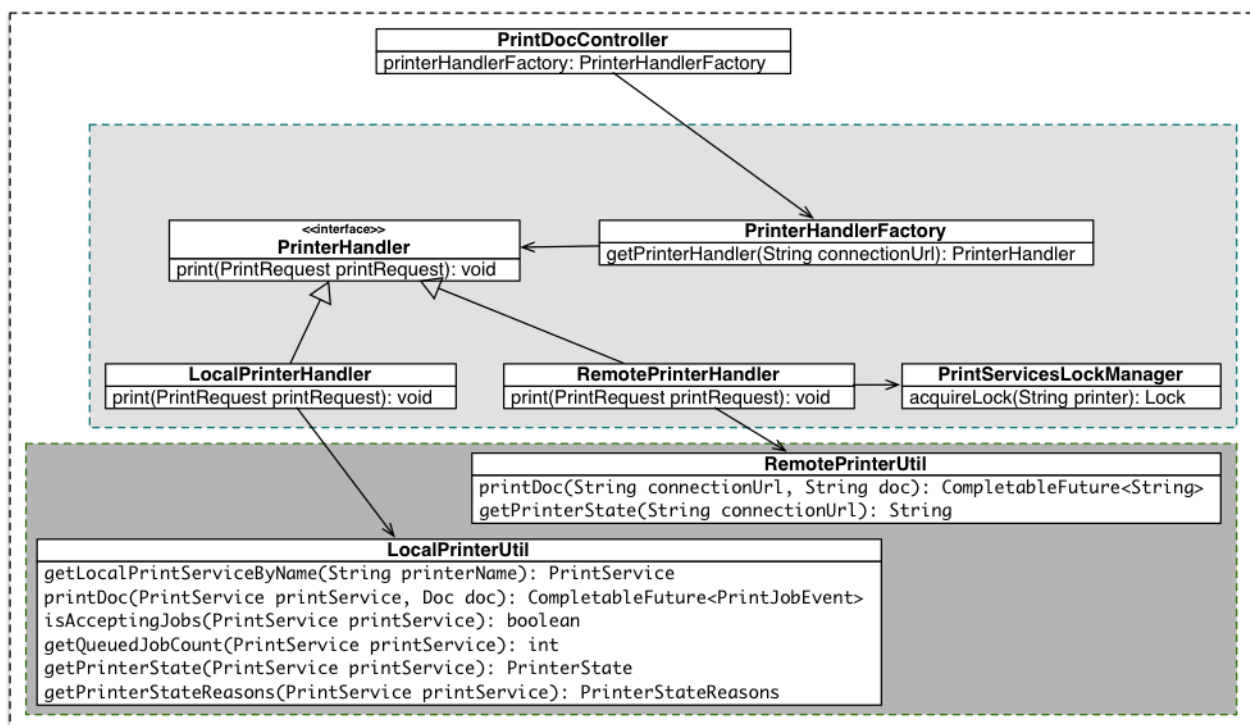 PrintDocController
printerHandlerFactory: PrinterHandlerFactory
<<interface>>
PrinterHandler
print(PrintRequest printRequest): void
PrinterHandlerFactory
getPrinterHandler(String connectionUrl): PrinterHandler
LocalPrinterHandler
print(PrintRequest printRequest): void
RemotePrinterHandler
print(PrintRequest printRequest): void
PrintServicesLockManager
acquireLock(String printer): Lock
RemotePrinterUtil
printDoc(String connectionUrl, String doc): CompletableFuture<String>
getPrinterState(String connectionUrl): String
LocalPrinterUtil
getLocalPrintServiceByName(String printerName): PrintService
printDoc(PrintService printService, Doc doc): CompletableFuture<PrintJobEvent>
isAcceptingJobs(PrintService printService): boolean
getQueuedJobCount(PrintService printService): int
getPrinterState(PrintService printService): PrinterState
getPrinterStateReasons(PrintService printService): PrinterStateReasons